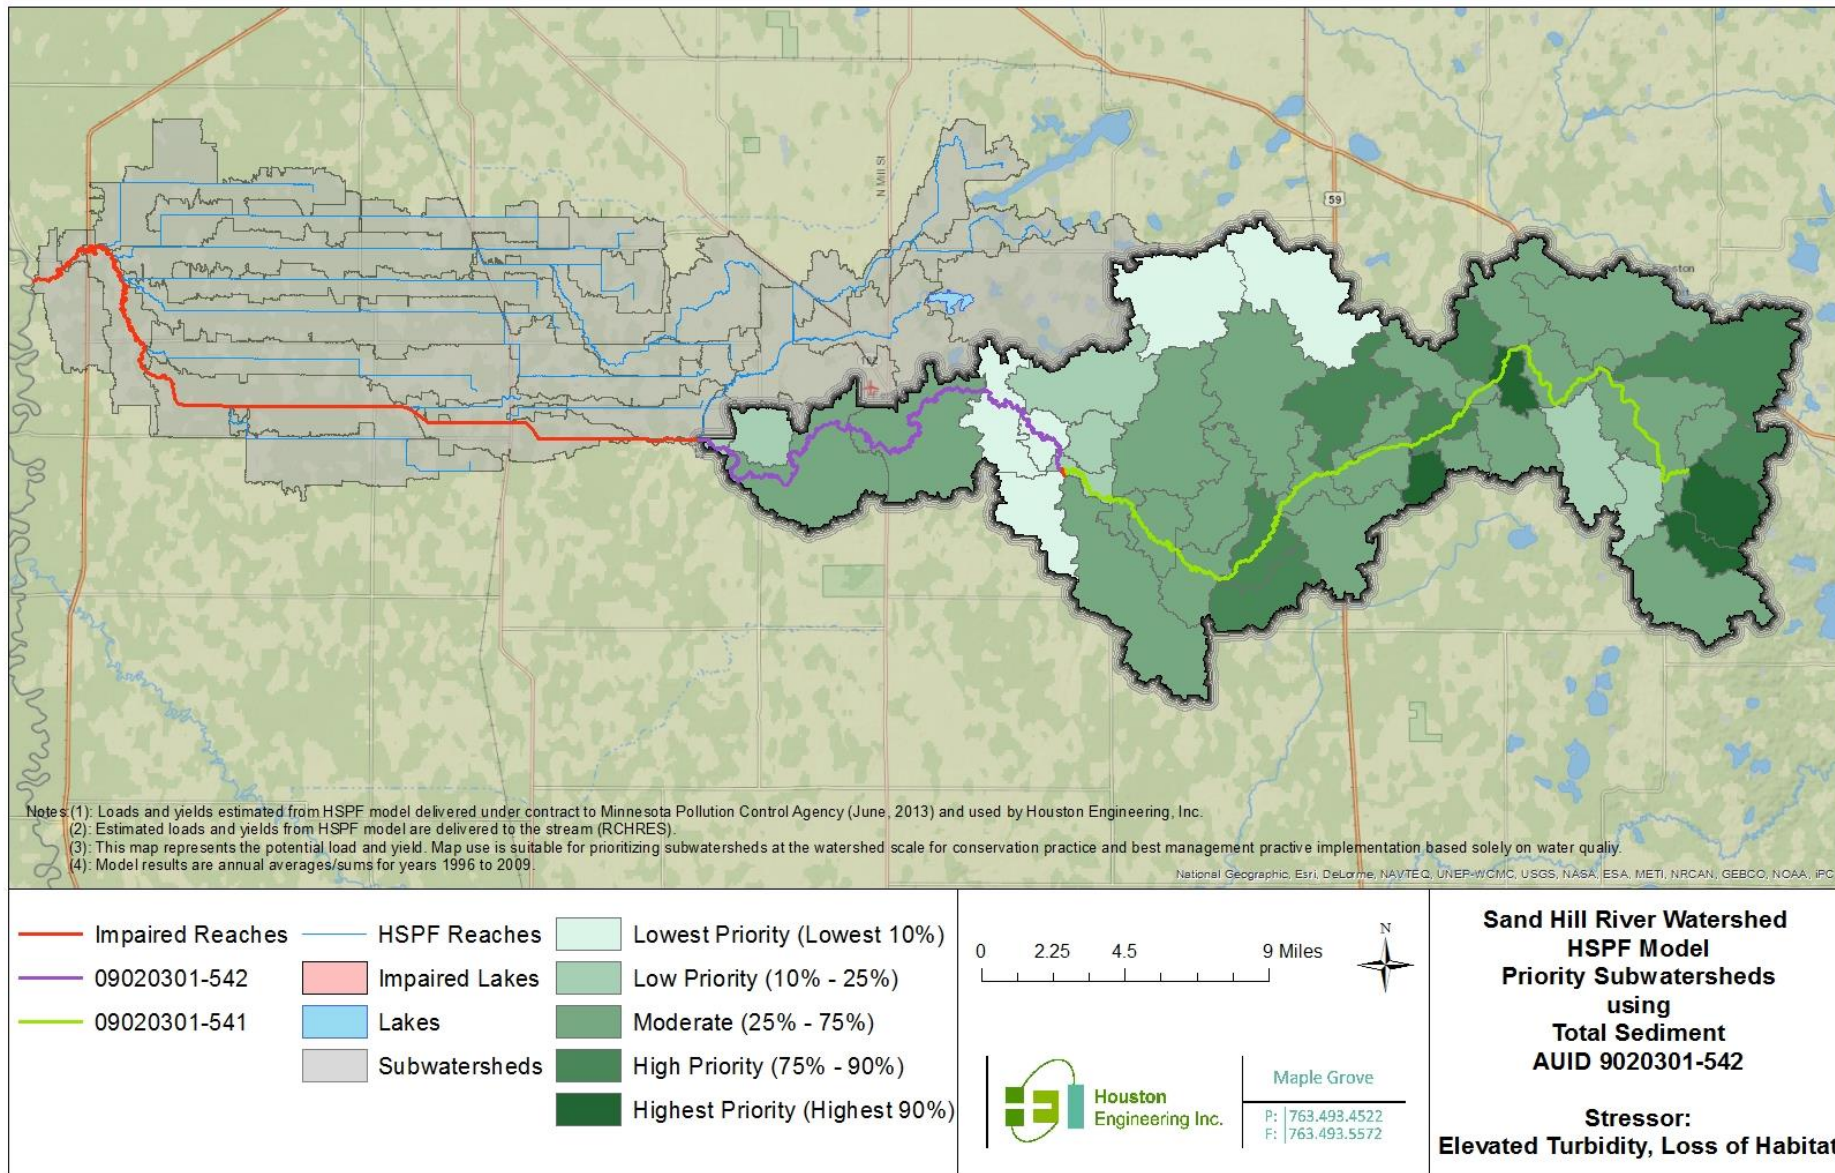 N Mill St
59
102
Notes:(1): Loads and yields estimated from HSPF model delivered under contract to Minnesota Pollution Control Agency (June, 2013) and used by Houston Engineering, Inc.
(2): Estimated loads and yields from HSPF model are delivered to the stream (RCHRES).
(3): This map represents the potential load and yield. Map use is suitable for prioritizing subwatersheds at the watershed scale for conservation practice and best management practive implementation based solely on water qualiy.
(4): Model results are annual averages/sums for years 1996 to 2009.
National Geographic, Esri, DeLorme, NAVTEQ, UNEP-WCMC, USGS, NASA, ESA, METI, NRCAN, GEBCO, NOAA, iPC
Impaired Reaches
09020301-542
09020301-541
HSPF Reaches
Impaired Lakes
Lakes
Subwatersheds
Lowest Priority (Lowest 10%)
Low Priority (10% - 25%)
Moderate (25% - 75%)
High Priority (75% - 90%)
Highest Priority (Highest 90%)
0 2.25 4.5 9 Miles
N
Houston
Engineering Inc.
Maple Grove
P: 763.493.4522
F: 763.493.5572
Sand Hill River Watershed
HSPF Model
Priority Subwatersheds
using
Total Sediment
AUID 9020301-542
Stressor:
Elevated Turbidity, Loss of Habitat